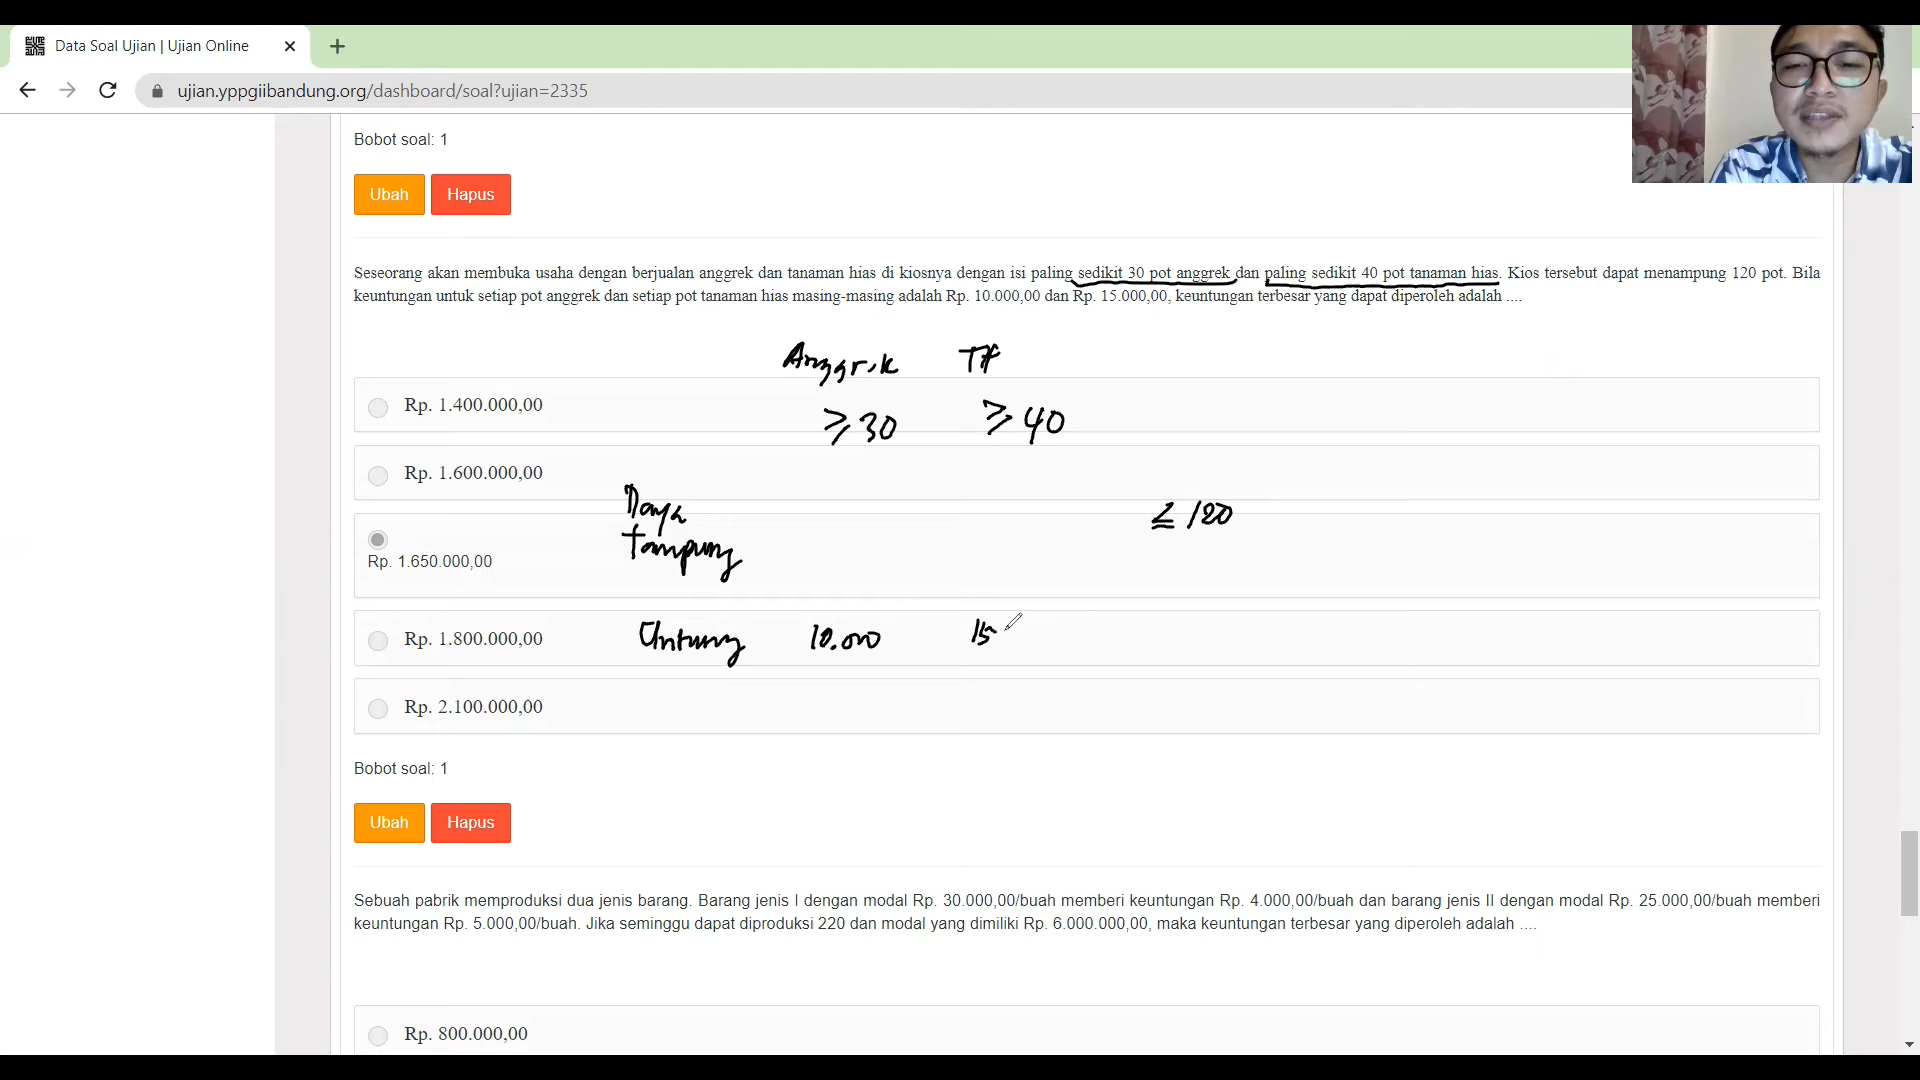 Data Soal Ujian | Ujian Online
ujian.yppgiibandung.org/dashboard/soal?ujian=2335
Bobot soal: 1
Ubah Hapus
Seseorang akan membuka usaha dengan berjualan anggrek dan tanaman hias di kiosnya dengan isi paling sedikit 30 pot anggrek dan paling sedikit 40 pot tanaman hias. Kios tersebut dapat menampung 120 pot. Bila
keuntungan untuk setiap pot anggrek dan setiap pot tanaman hias masing-masing adalah Rp. 10.000,00 dan Rp. 15.000,00, keuntungan terbesar yang dapat diperoleh adalah ....
Anggrik TH
Rp. 1.400.000,00
≥ 30 ≥ 40
Rp. 1.600.000,00
Daya
≤ 120
Tampung
Rp. 1.650.000,00
Rp. 1.800.000,00 Untung 10.000 15
Rp. 2.100.000,00
Bobot soal: 1
Ubah Hapus
Sebuah pabrik memproduksi dua jenis barang. Barang jenis I dengan modal Rp. 30.000,00/buah memberi keuntungan Rp. 4.000,00/buah dan barang jenis II dengan modal Rp. 25.000,00/buah memberi
keuntungan Rp. 5.000,00/buah. Jika seminggu dapat diproduksi 220 dan modal yang dimiliki Rp. 6.000.000,00, maka keuntungan terbesar yang diperoleh adalah ....
Rp. 800.000,00